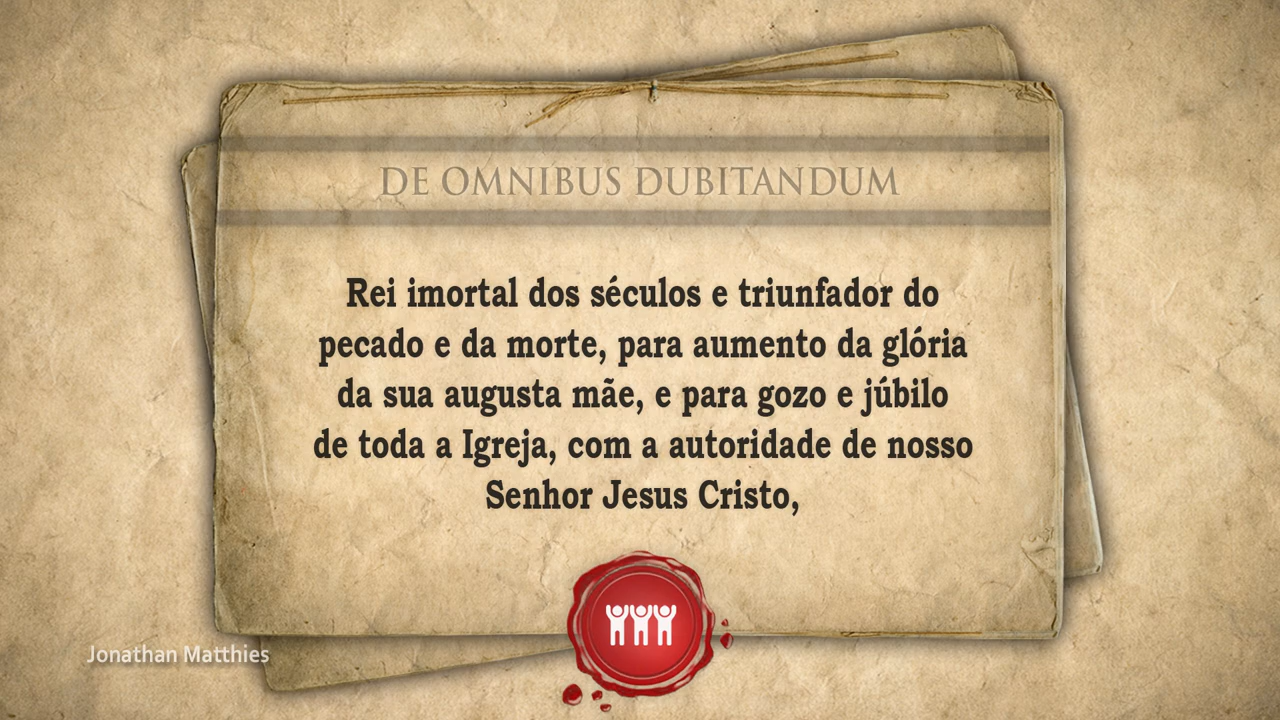 DE OMNIBUS DUBITANDUM
Rei imortal dos séculos e triunfador do
pecado e da morte, para aumento da glória
da sua augusta mãe, e para gozo e júbilo
de toda a Igreja, com a autoridade de nosso
Senhor Jesus Cristo,
Jonathan Matthies